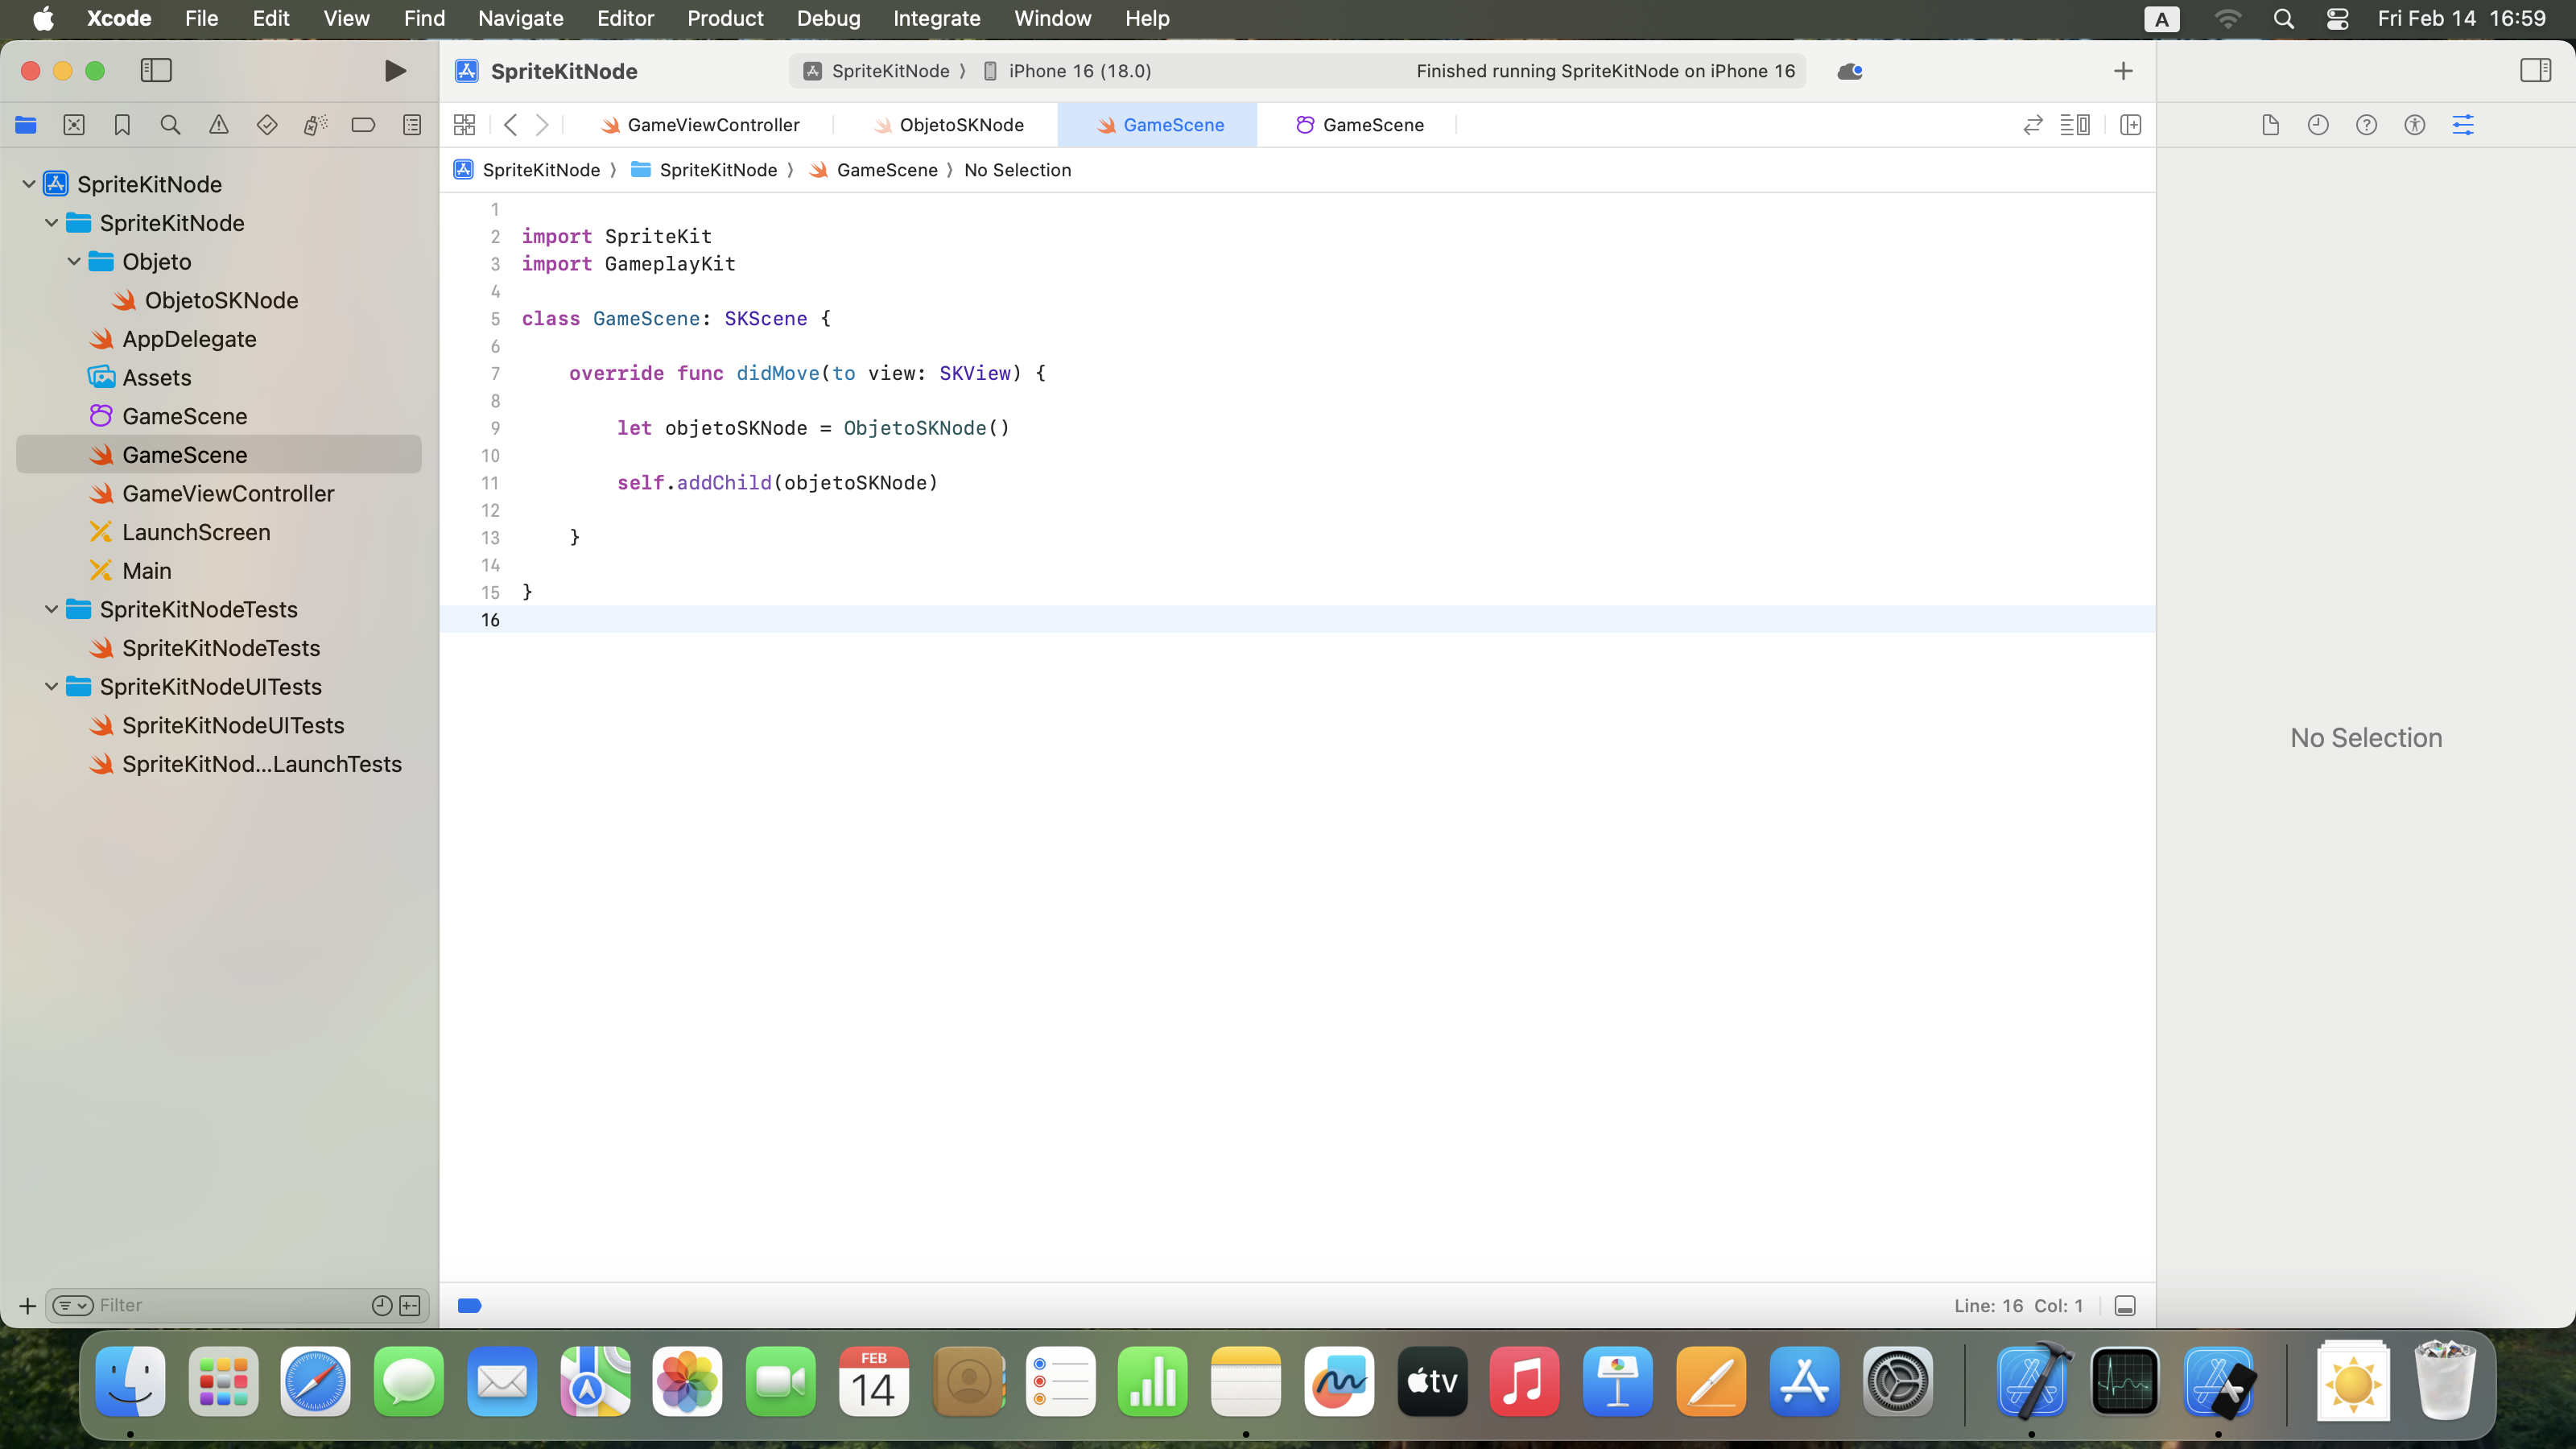 Xcode File Edit View Find Navigate Editor Product Debug Integrate Window Help A Fri Feb 14 16:59
SpriteKitNode SpriteKitNode 〉 iPhone 16 (18.0) Finished running SpriteKitNode on iPhone 16
GameViewController ObjetoSKNode GameScene GameScene
SpriteKitNode 〉 SpriteKitNode 〉 GameScene 〉 No Selection
SpriteKitNode
SpriteKitNode
Objeto
ObjetoSKNode
AppDelegate
Assets
GameScene
GameScene
GameViewController
LaunchScreen
Main
SpriteKitNodeTests
SpriteKitNodeTests
SpriteKitNodeUITests
SpriteKitNodeUITests
SpriteKitNod...LaunchTests
Filter
1
2 import SpriteKit
3 import GameplayKit
4
5 class GameScene: SKScene {
6
7 override func didMove(to view: SKView) {
8
9 let objetoSKNode = ObjetoSKNode()
10
11 self.addChild(objetoSKNode)
12
13 }
14
15 }
16
No Selection
Line: 16 Col: 1
FEB
14
tv